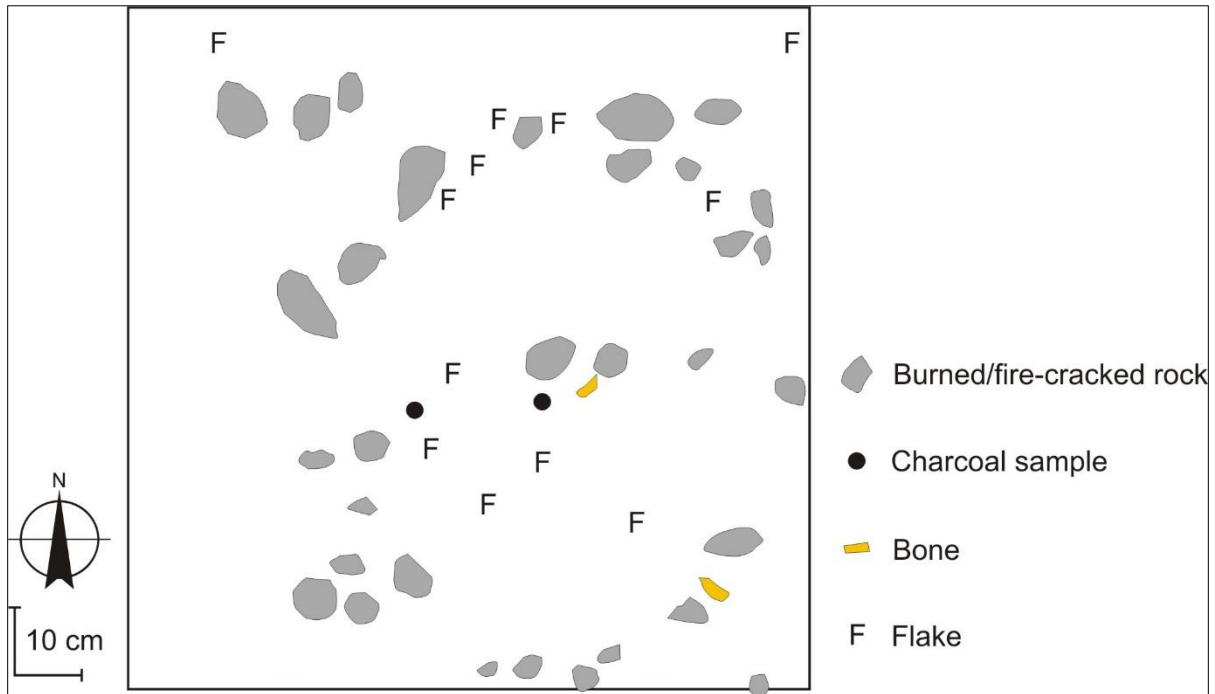 F F
F F
F
F F
F
F F
F F
N
10 cm
Burned/fire-cracked rock
Charcoal sample
Bone
F Flake